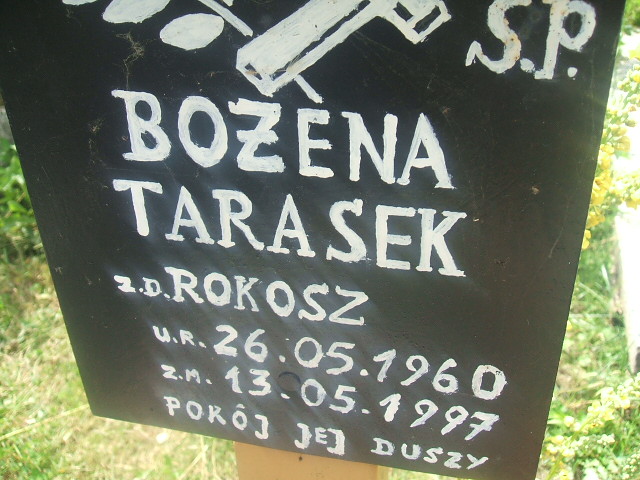 Ś.P.
BOŻENA
TARASEK
Z.D. ROKOSZ
U.R. 26.05.1960
Z.M. 13.05.1997
POKÓJ JEJ DUSZY